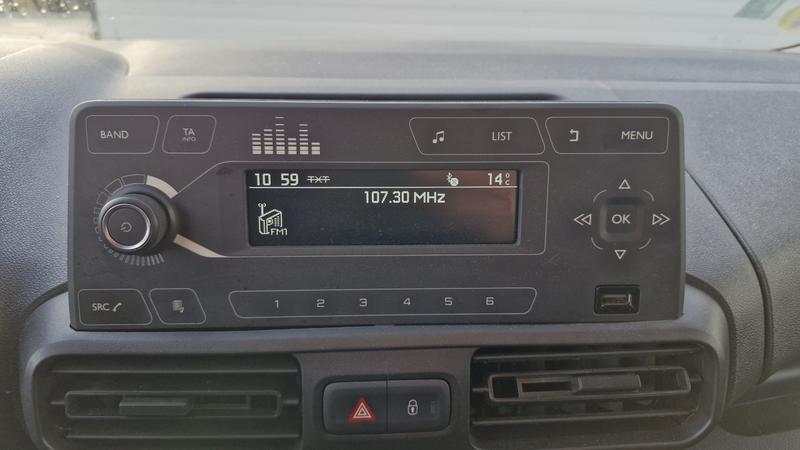 BAND
TA
INFO
LIST
MENU
10 59 TXT 14°C
107.30 MHz
FM1
OK
SRC
1 2 3 4 5 6